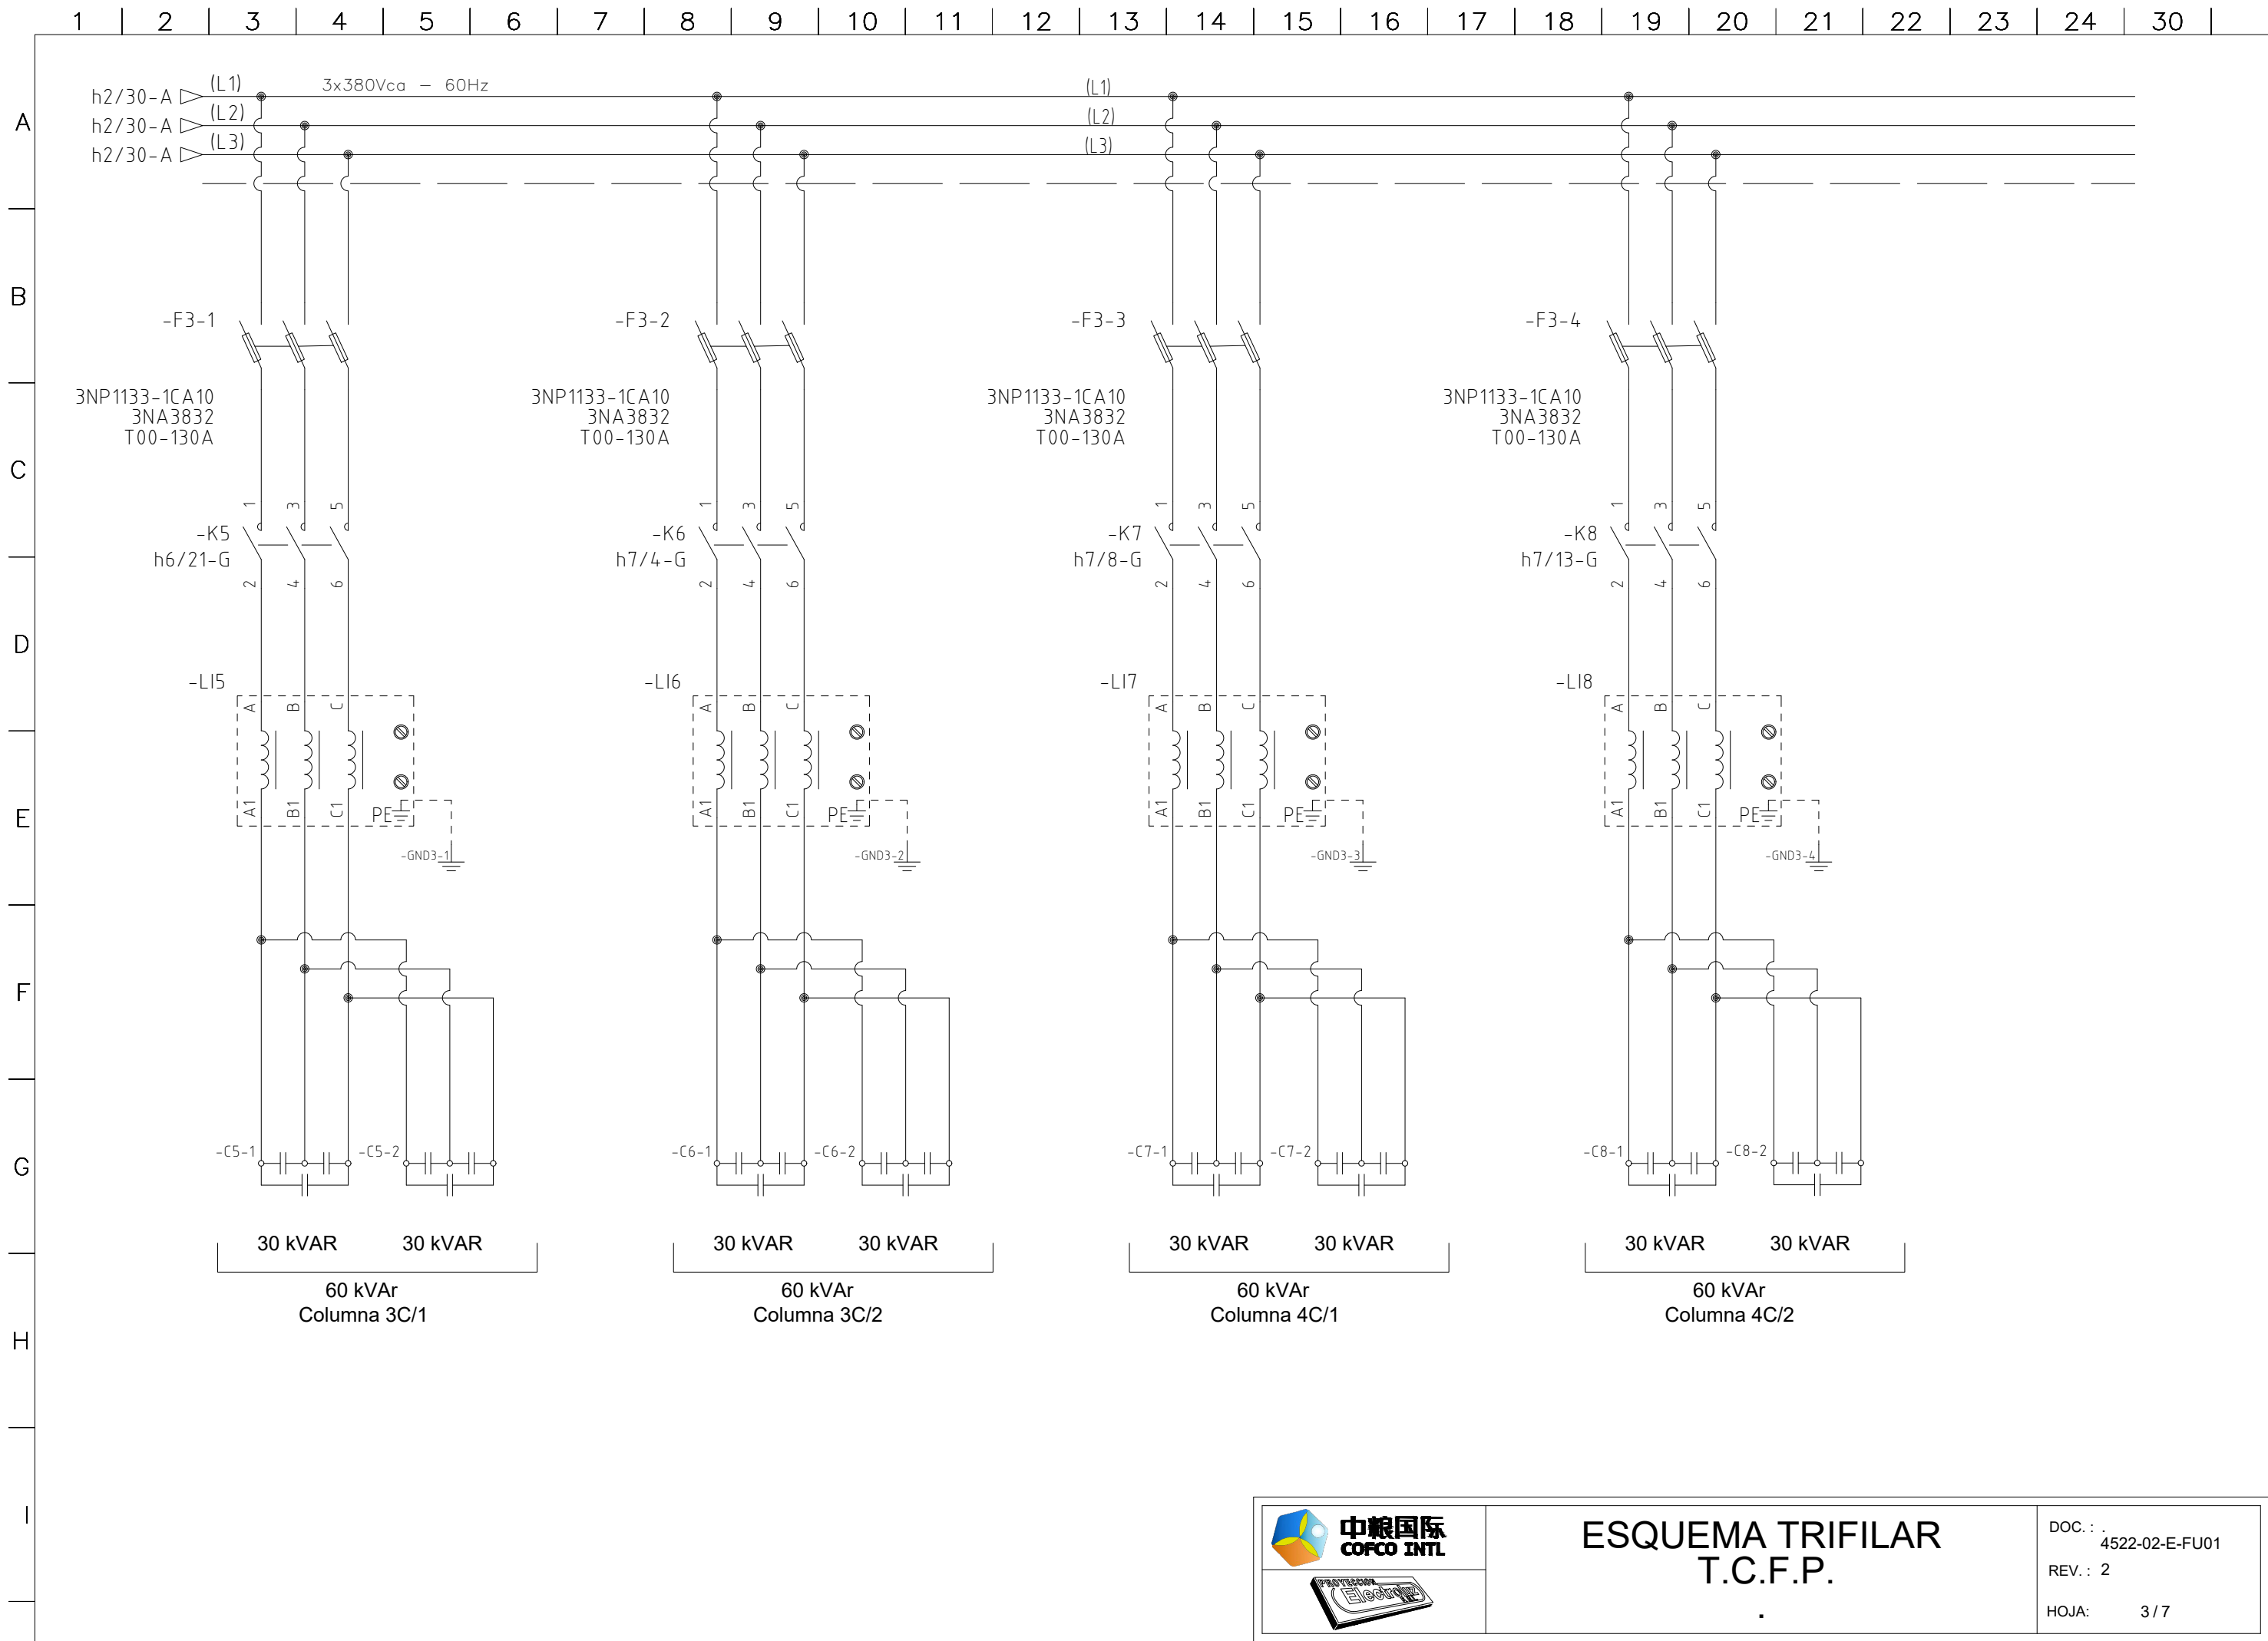 1 2 3 4 5 6 7 8 9 10 11 12 13 14 15 16 17 18 19 20 21 22 23 24 30
A
B
C
D
E
F
G
H
I
h2/30-A (L1) 3x380Vca – 60Hz (L1)
h2/30-A (L2) (L2)
h2/30-A (L3) (L3)
-F3-1 -F3-2 -F3-3 -F3-4
3NP1133-1CA10 3NP1133-1CA10 3NP1133-1CA10 3NP1133-1CA10
3NA3832 3NA3832 3NA3832 3NA3832
T00-130A T00-130A T00-130A T00-130A
1 3 5 1 3 5 1 3 5 1 3 5
-K5 -K6 -K7 -K8
h6/21-G h7/4-G h7/8-G h7/13-G
2 4 6 2 4 6 2 4 6 2 4 6
-LI5 -LI6 -LI7 -LI8
A B C A B C A B C A B C
A1 B1 C1 PE A1 B1 C1 PE A1 B1 C1 PE A1 B1 C1 PE
-GND3-1 -GND3-2 -GND3-3 -GND3-4
-C5-1 -C5-2 -C6-1 -C6-2 -C7-1 -C7-2 -C8-1 -C8-2
30 kVAR 30 kVAR 30 kVAR 30 kVAR 30 kVAR 30 kVAR 30 kVAR 30 kVAR
60 kVAr 60 kVAr 60 kVAr 60 kVAr
Columna 3C/1 Columna 3C/2 Columna 4C/1 Columna 4C/2
中粮国际
COFCO INTL
PROYECCION
Electroluz
ESQUEMA TRIFILAR
T.C.F.P.
.
DOC. : .
4522-02-E-FU01
REV. : 2
HOJA: 3 / 7